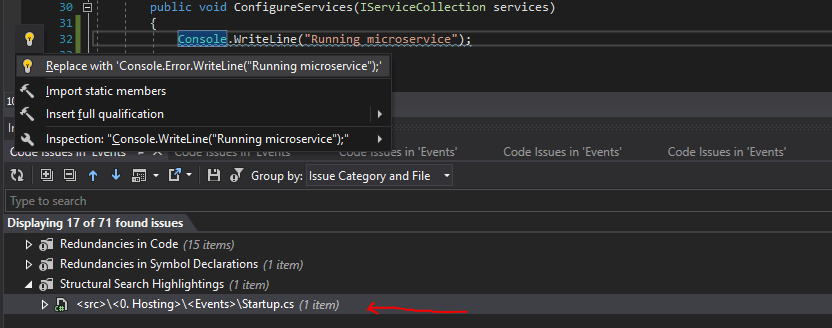 30 public void ConfigureServices(IServiceCollection services)
31 {
32 Console.WriteLine("Running microservice");
Replace with 'Console.Error.WriteLine("Running microservice");'
Import static members
Insert full qualification
Inspection: "Console.WriteLine("Running microservice");"
Code Issues in 'Events' Code Issues in 'Events' Code Issues in 'Events' Code Issues in 'Events' Code Issues in 'Events'
Group by: Issue Category and File
Type to search
Displaying 17 of 71 found issues
Redundancies in Code (15 items)
Redundancies in Symbol Declarations (1 item)
Structural Search Highlightings (1 item)
<src>\<0. Hosting>\<Events>\Startup.cs (1 item)